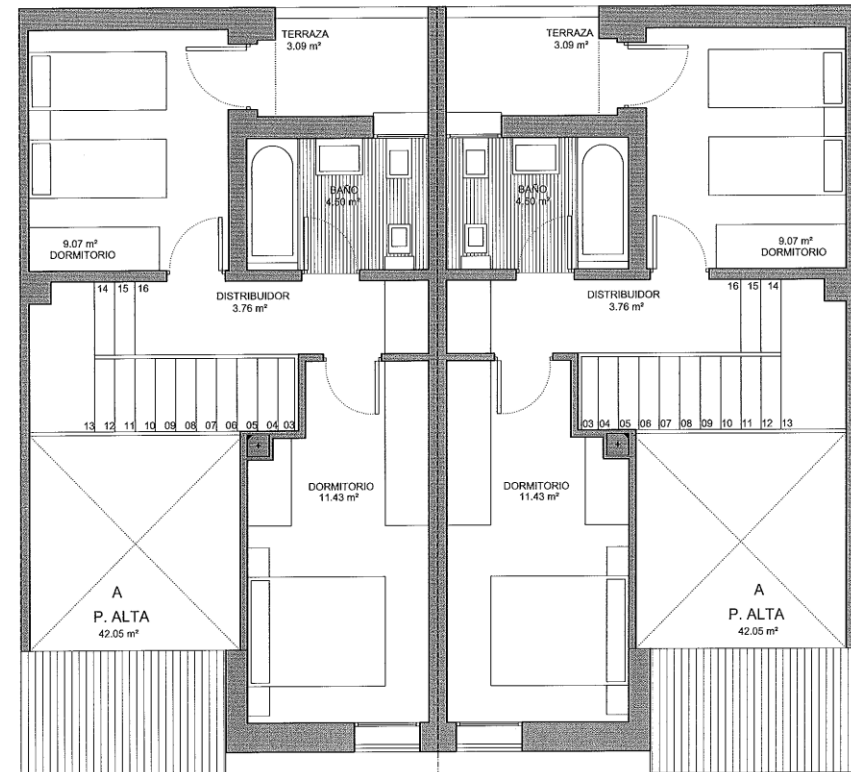 TERRAZA
3.09 m²
TERRAZA
3.09 m²
BAÑO
4.50 m²
BAÑO
4.50 m²
9.07 m²
DORMITORIO
9.07 m²
DORMITORIO
14 15 16
DISTRIBUIDOR
3.76 m²
DISTRIBUIDOR
3.76 m²
16 15 14
13 12 11 10 09 08 07 06 05 04 03
03 04 05 06 07 08 09 10 11 12 13
DORMITORIO
11.43 m²
DORMITORIO
11.43 m²
A
P. ALTA
42.05 m²
A
P. ALTA
42.05 m²